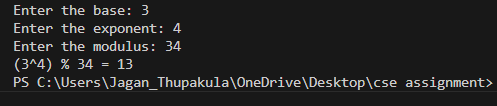 Enter the base: 3
Enter the exponent: 4
Enter the modulus: 34
(3^4) % 34 = 13
PS C:\Users\Jagan_Thupakula\OneDrive\Desktop\cse assignment>